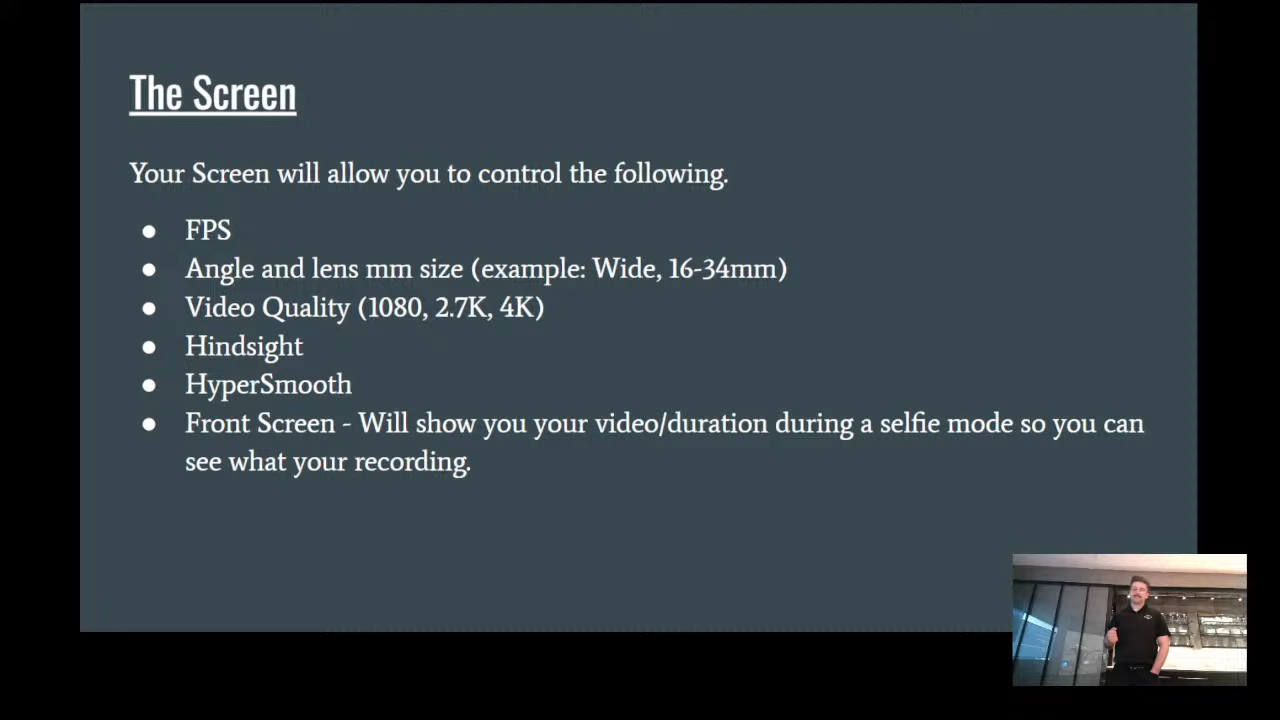 The Screen
Your Screen will allow you to control the following.
● FPS
● Angle and lens mm size (example: Wide, 16-34mm)
● Video Quality (1080, 2.7K, 4K)
● Hindsight
● HyperSmooth
● Front Screen - Will show you your video/duration during a selfie mode so you can
see what your recording.